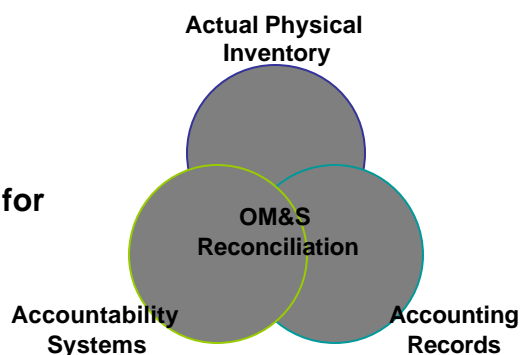 Actual Physical
Inventory
for
OM&S
Reconciliation
Accountability
Systems
Accounting
Records